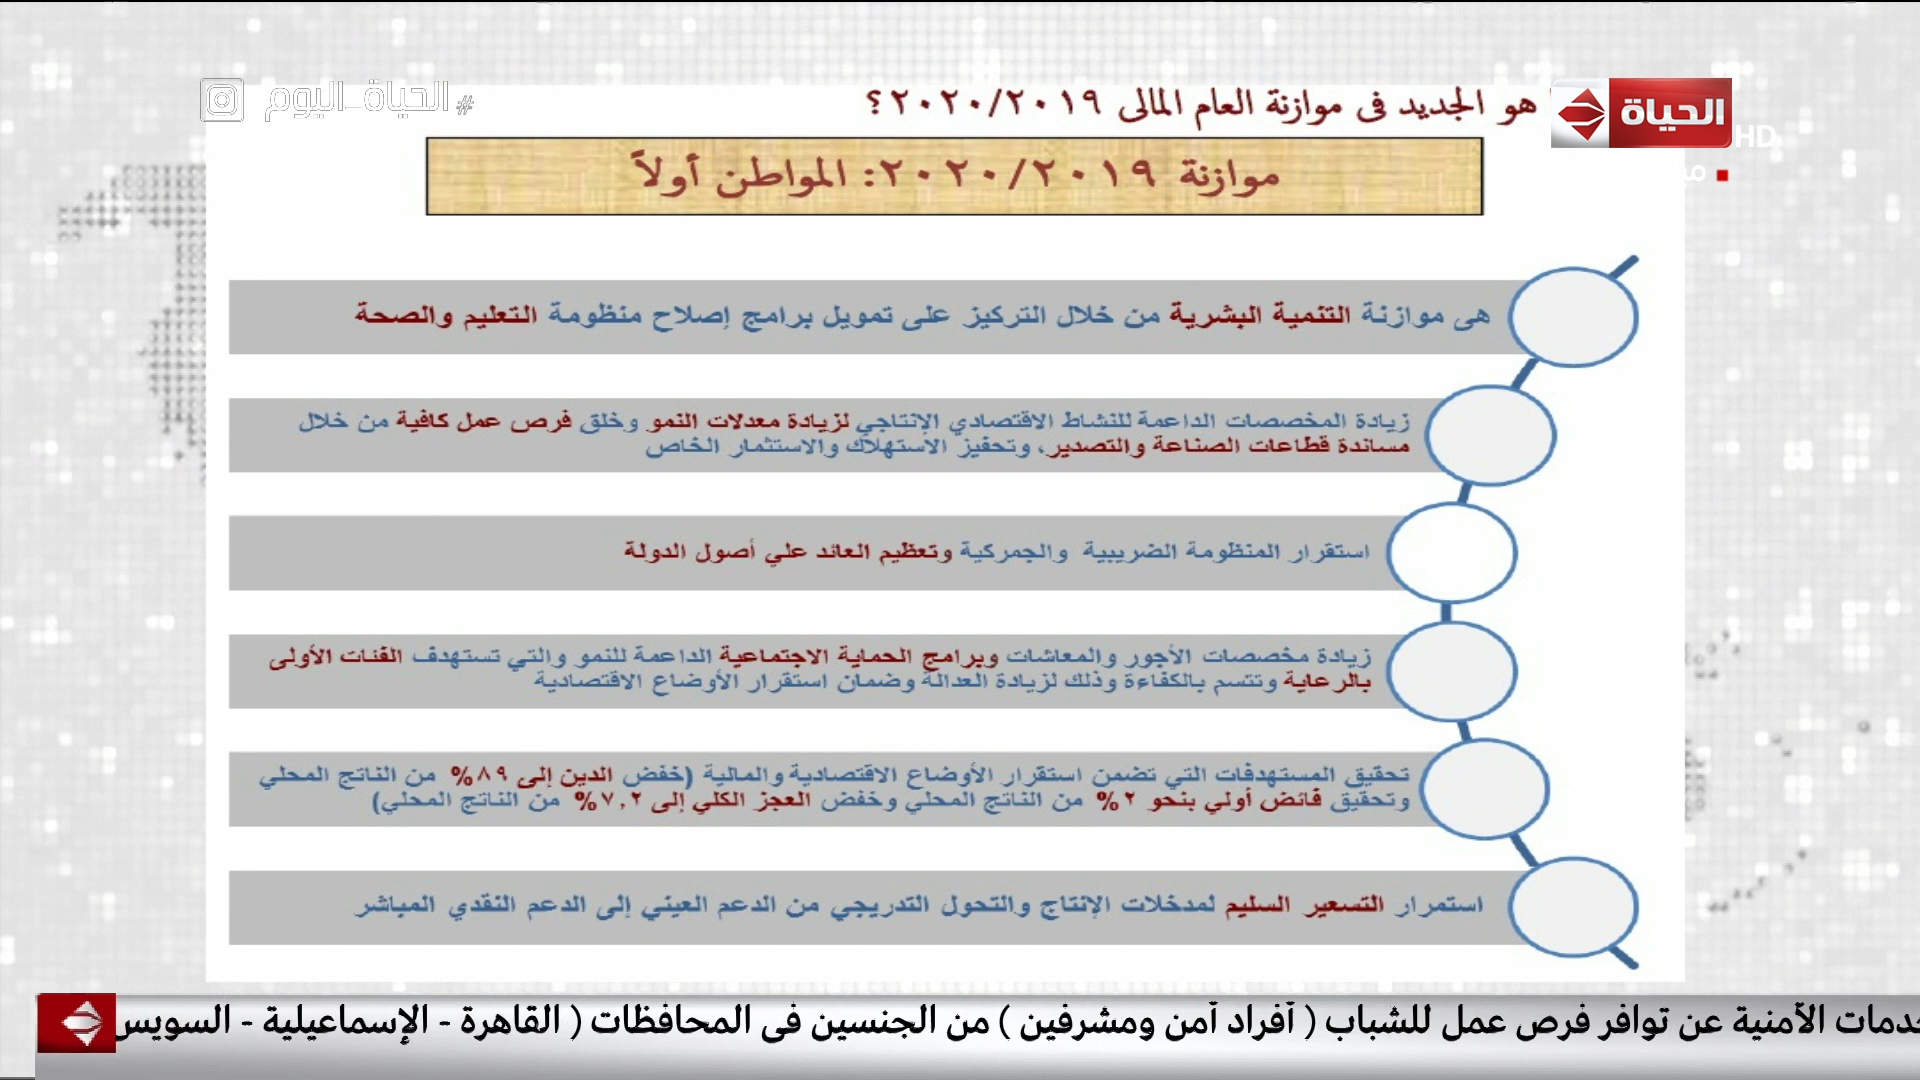 #الحياة_اليوم
الحياة
HD
هو الجديد فى موازنة العام المالى ٢٠٢٠/٢٠١٩؟
موازنة ٢٠٢٠/٢٠١٩: المواطن أولاً
هى موازنة التنمية البشرية من خلال التركيز على تمويل برامج إصلاح منظومة التعليم والصحة
زيادة المخصصات الداعمة للنشاط الاقتصادي الإنتاجي لزيادة معدلات النمو وخلق فرص عمل كافية من خلال
مساندة قطاعات الصناعة والتصدير، وتحفيز الاستهلاك والاستثمار الخاص
استقرار المنظومة الضريبية والجمركية وتعظيم العائد علي أصول الدولة
زيادة مخصصات الأجور والمعاشات وبرامج الحماية الاجتماعية الداعمة للنمو والتي تستهدف الفئات الأولى
بالرعاية وتتسم بالكفاءة وذلك لزيادة العدالة وضمان استقرار الأوضاع الاقتصادية
تحقيق المستهدفات التي تضمن استقرار الأوضاع الاقتصادية والمالية (خفض الدين إلى ٨٩% من الناتج المحلي
وتحقيق فائض أولي بنحو ٢% من الناتج المحلي وخفض العجز الكلي إلى ٧,٢% من الناتج المحلي)
استمرار التسعير السليم لمدخلات الإنتاج والتحول التدريجي من الدعم العيني إلى الدعم النقدي المباشر
خدمات الأمنية عن توافر فرص عمل للشباب ( أفراد أمن ومشرفين ) من الجنسين فى المحافظات ( القاهرة - الإسماعيلية - السويس